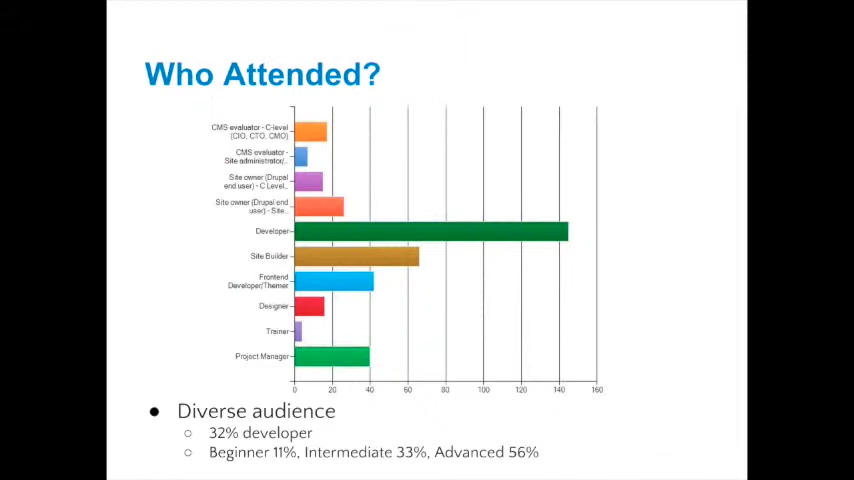 Who Attended?
CMS evaluator - C-level
(CIO, CTO, CMO)
CMS evaluator -
Site administrator/..
Site owner (Drupal
end user) - C Level...
Site owner (Drupal end
user) - Site...
Developer
Site Builder
Frontend
Developer/Themer
Designer
Trainer
Project Manager
0 20 40 60 80 100 120 140 160
● Diverse audience
○ 32% developer
○ Beginner 11%, Intermediate 33%, Advanced 56%